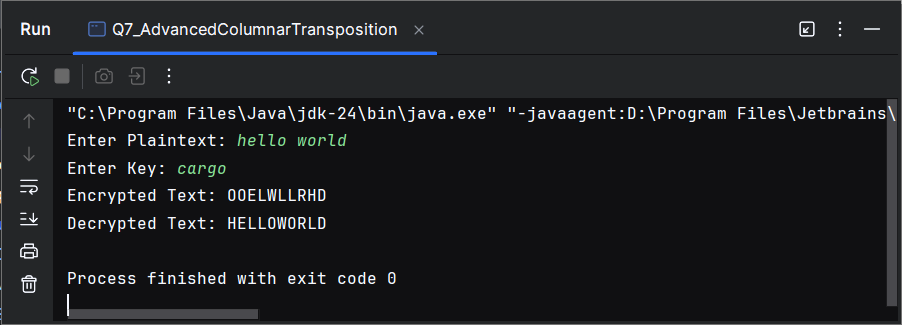 Run Q7_AdvancedColumnarTransposition
"C:\Program Files\Java\jdk-24\bin\java.exe" "-javaagent:D:\Program Files\Jetbrains\
Enter Plaintext: hello world
Enter Key: cargo
Encrypted Text: OOELWLLRHD
Decrypted Text: HELLOWORLD
Process finished with exit code 0